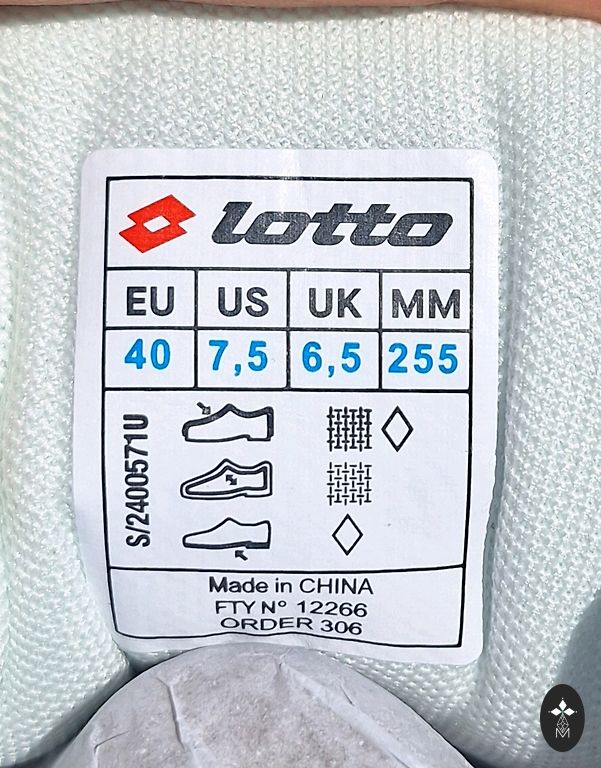 lotto
EU US UK MM
40 7,5 6,5 255
S/2400571U
Made in CHINA
FTY N° 12266
ORDER 306
M